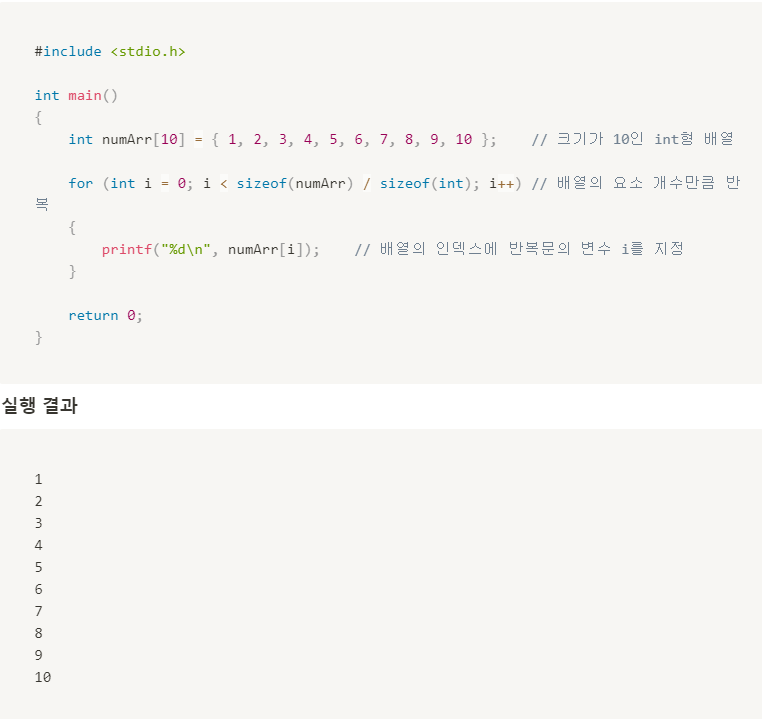 #include <stdio.h>
int main()
{
    int numArr[10] = { 1, 2, 3, 4, 5, 6, 7, 8, 9, 10 };    // 크기가 10인 int형 배열
    for (int i = 0; i < sizeof(numArr) / sizeof(int); i++) // 배열의 요소 개수만큼 반
복
    {
        printf("%d\n", numArr[i]);    // 배열의 인덱스에 반복문의 변수 i를 지정
    }
    return 0;
}
실행 결과
1
2
3
4
5
6
7
8
9
10